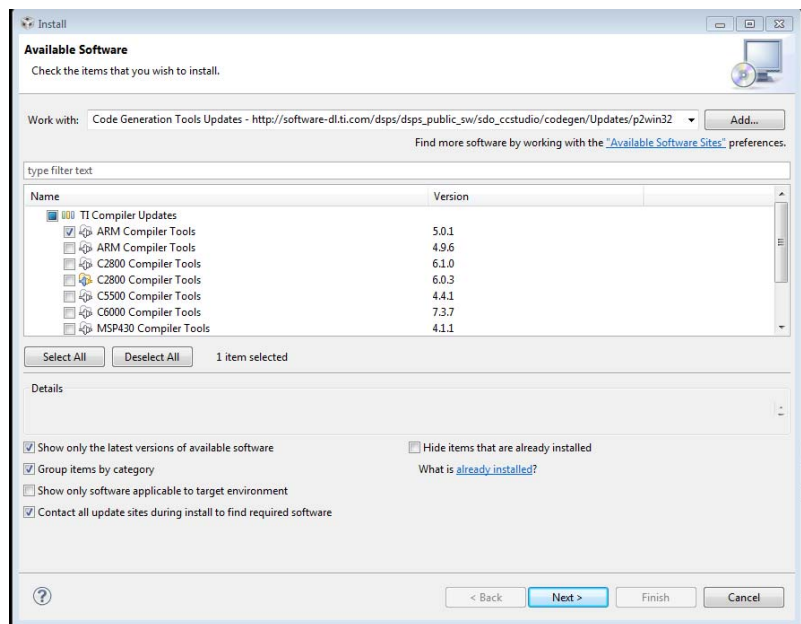 Install
Available Software
Check the items that you wish to install.
Work with: Code Generation Tools Updates - http://software-dl.ti.com/dsps/dsps_public_sw/sdo_ccstudio/codegen/Updates/p2win32 Add...
Find more software by working with the "Available Software Sites" preferences.
type filter text
Name Version
TI Compiler Updates
ARM Compiler Tools 5.0.1
ARM Compiler Tools 4.9.6
C2800 Compiler Tools 6.1.0
C2800 Compiler Tools 6.0.3
C5500 Compiler Tools 4.4.1
C6000 Compiler Tools 7.3.7
MSP430 Compiler Tools 4.1.1
Select All Deselect All 1 item selected
Details
Show only the latest versions of available software Hide items that are already installed
Group items by category What is already installed?
Show only software applicable to target environment
Contact all update sites during install to find required software
< Back Next > Finish Cancel